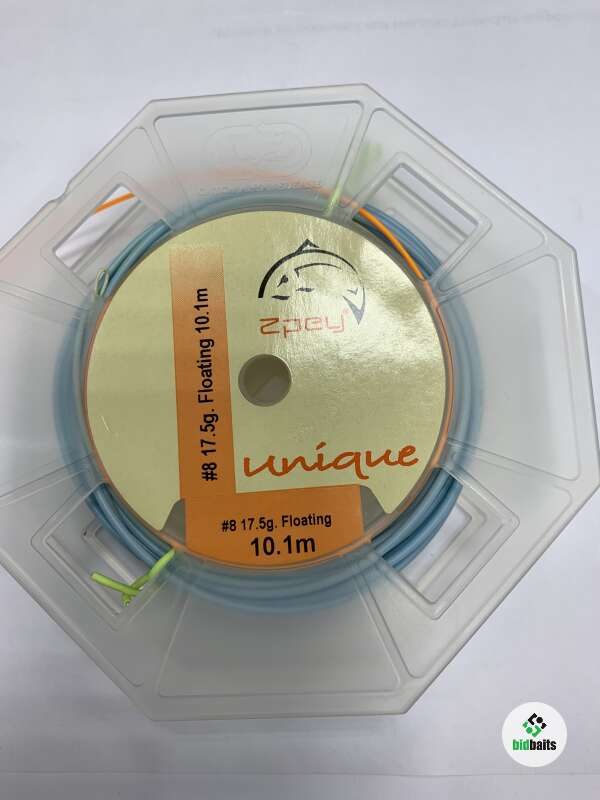 zpey®
unique
#8 17.5g. Floating 10.1m
#8 17.5g. Floating
10.1m
bidbaits